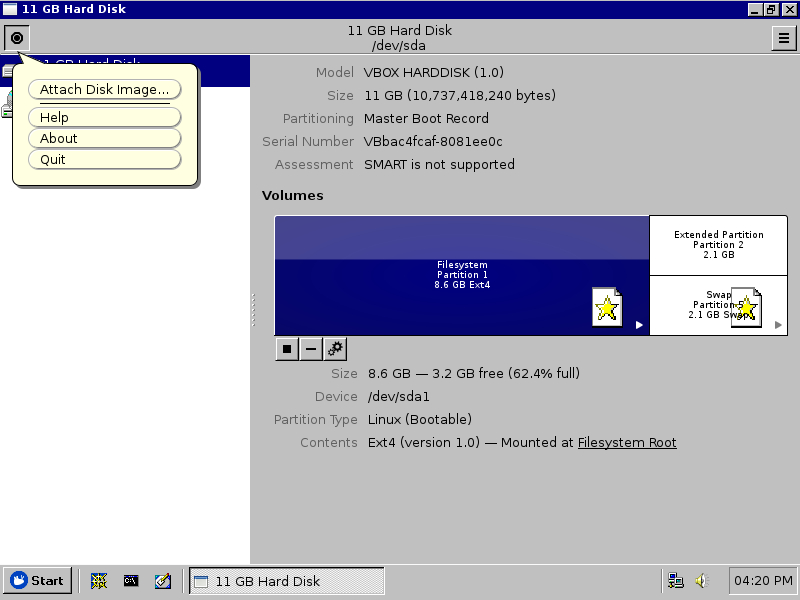 11 GB Hard Disk
11 GB Hard Disk
/dev/sda
GB Hard Disk
Attach Disk Image...
Help
About
Quit
Model VBOX HARDDISK (1.0)
Size 11 GB (10,737,418,240 bytes)
Partitioning Master Boot Record
Serial Number VBbac4fcaf-8081ee0c
Assessment SMART is not supported
Volumes
Filesystem
Partition 1
8.6 GB Ext4
Extended Partition
Partition 2
2.1 GB
Swap
Partition 5
2.1 GB Swap
Size 8.6 GB — 3.2 GB free (62.4% full)
Device /dev/sda1
Partition Type Linux (Bootable)
Contents Ext4 (version 1.0) — Mounted at Filesystem Root
Start
11 GB Hard Disk
04:20 PM